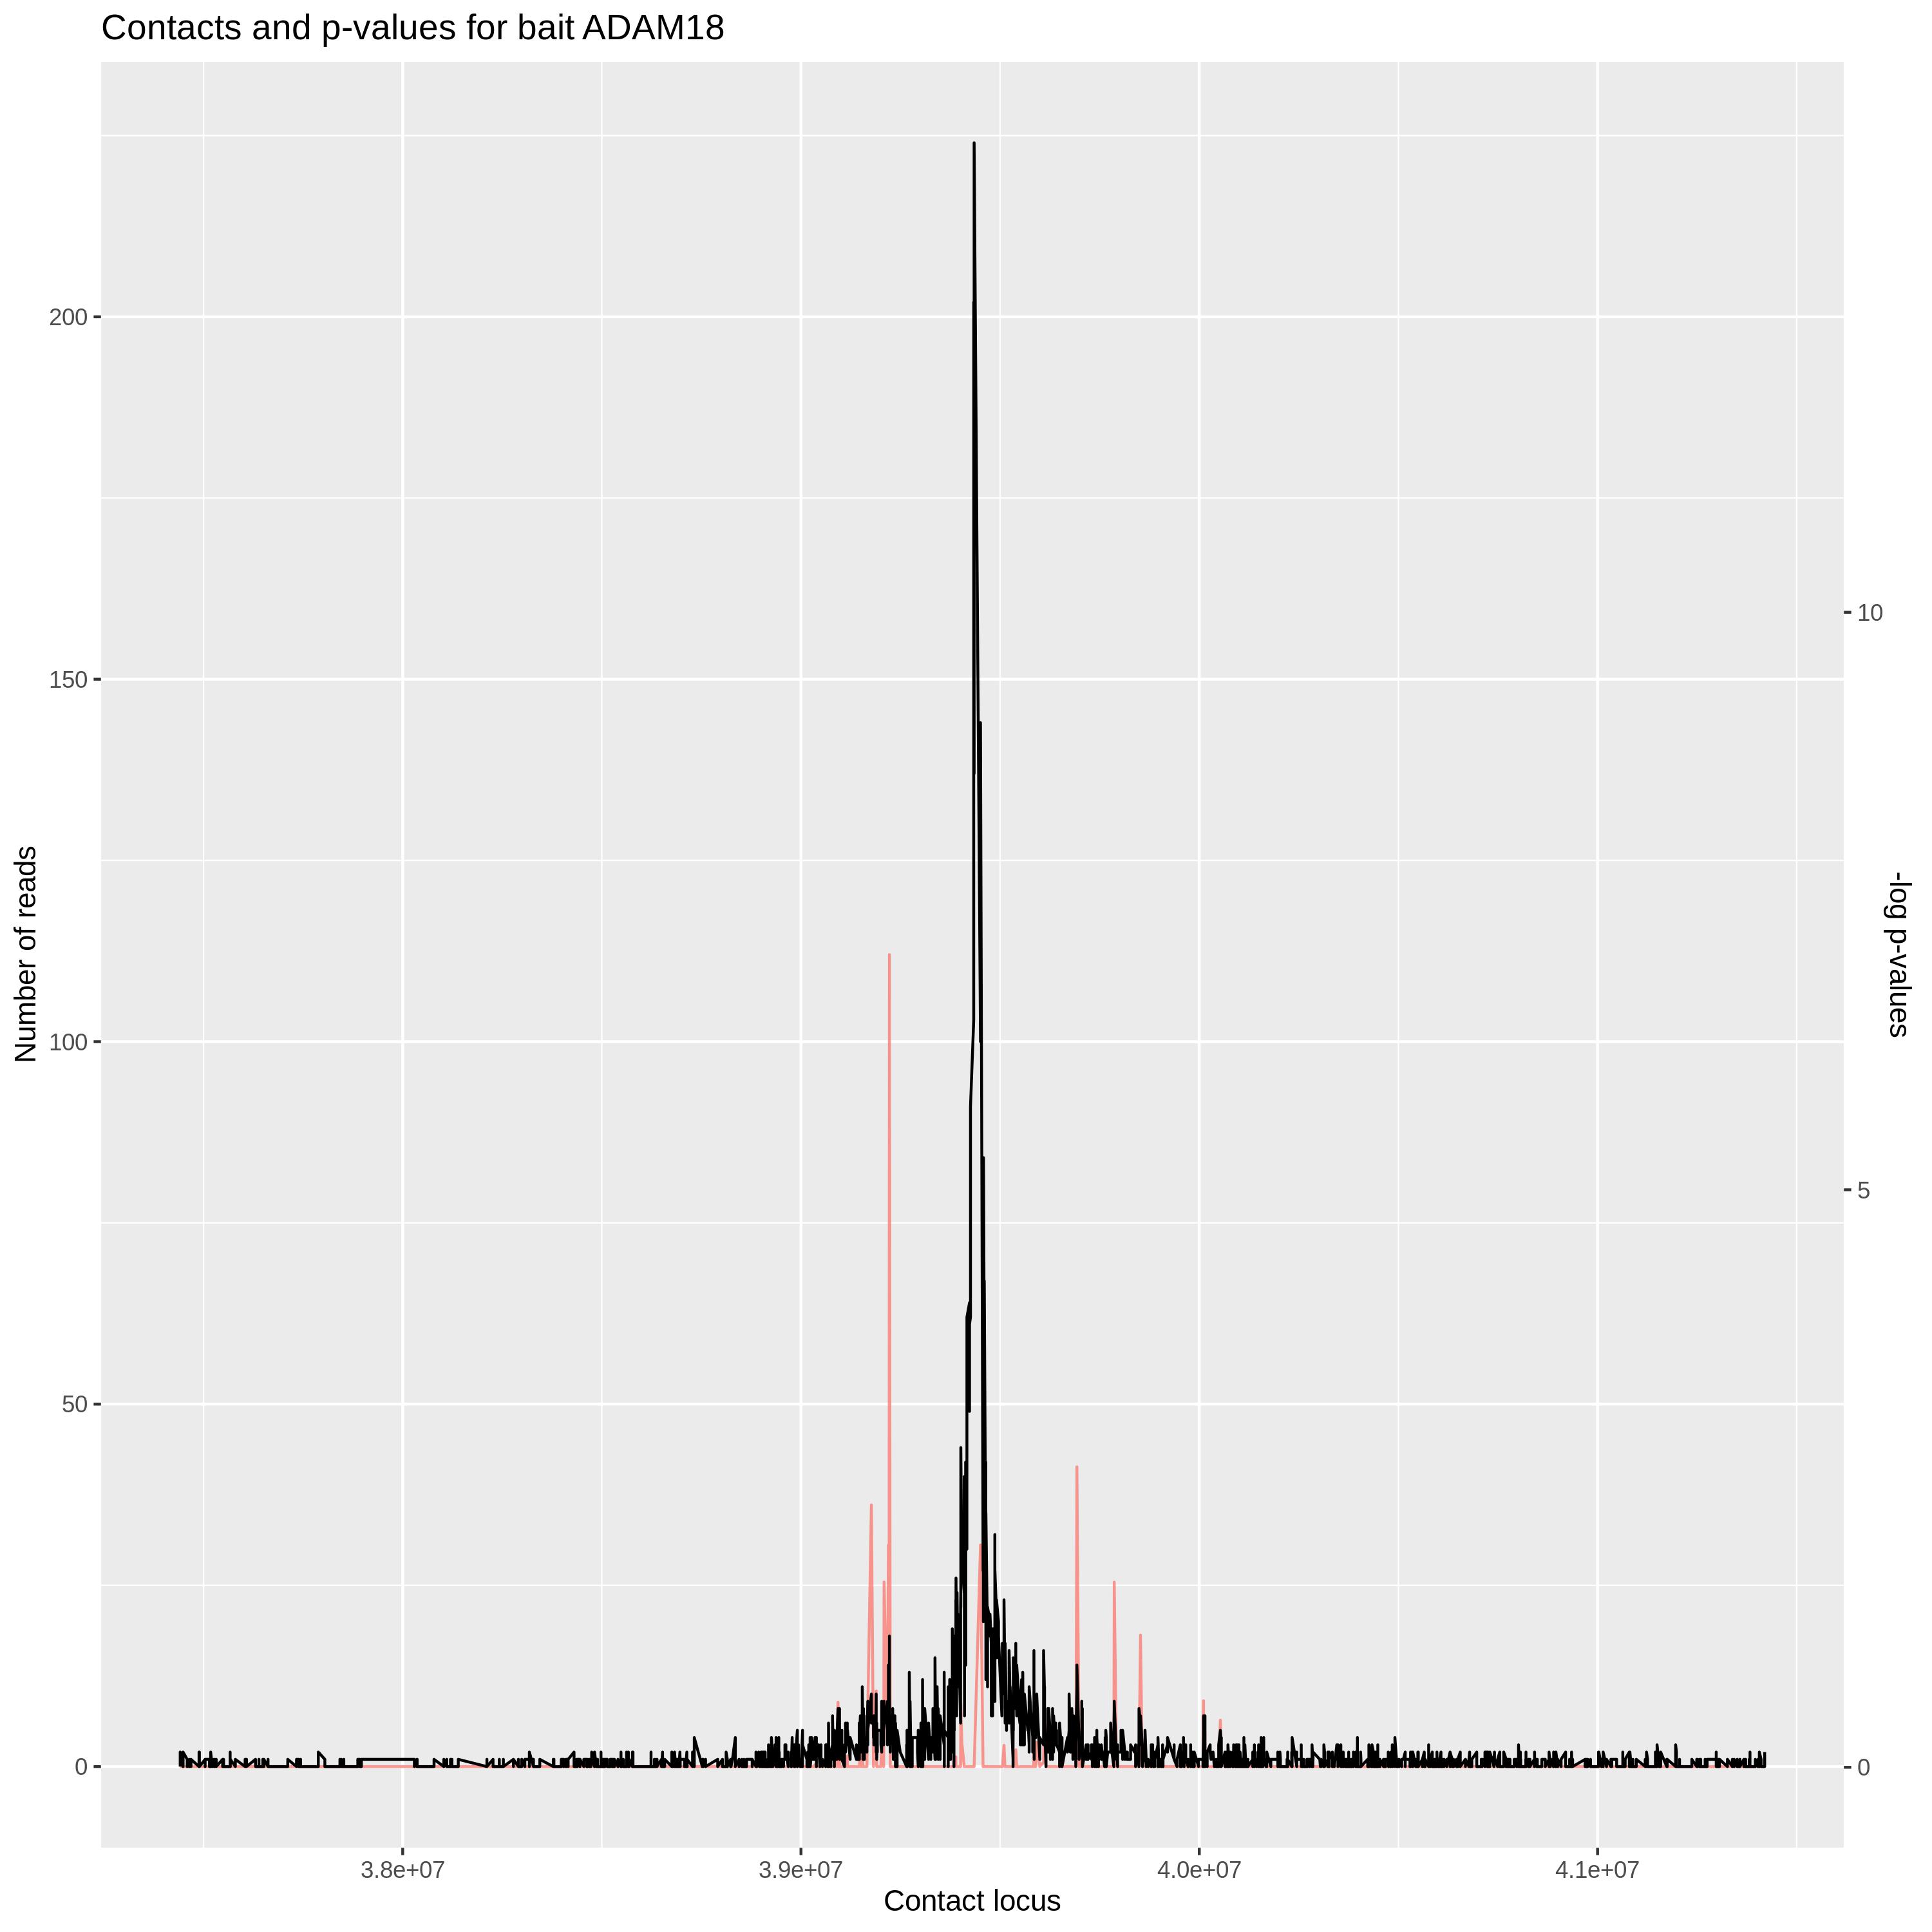 Contacts and p-values for bait ADAM18
200
150
100
50
0
Number of reads
10
5
0
-log p-values
3.8e+07
3.9e+07
4.0e+07
4.1e+07
Contact locus